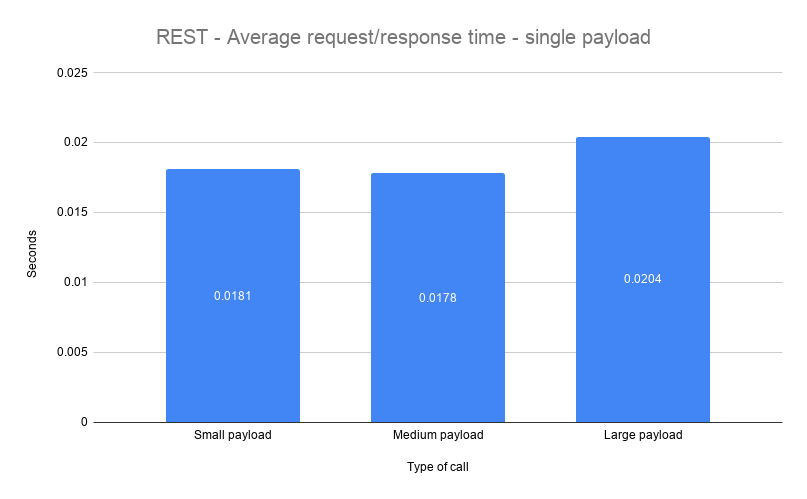 REST - Average request/response time - single payload
0.025
0.02
0.015
0.01
0.005
0
Seconds
0.0181
0.0178
0.0204
Small payload
Medium payload
Large payload
Type of call